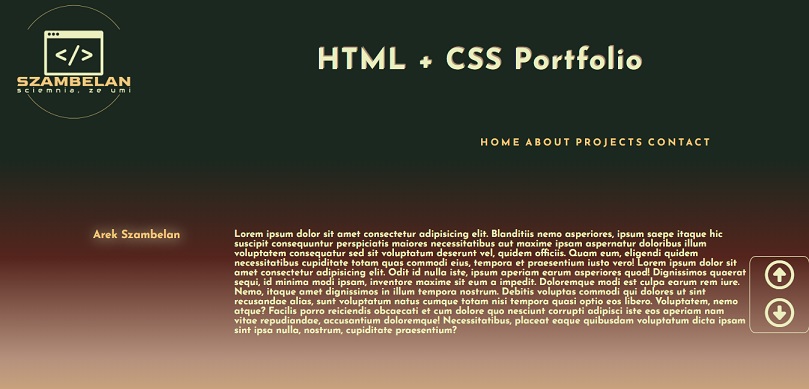 </>
SZAMBELAN
sciemnia, ze umi
HTML + CSS Portfolio
HOME ABOUT PROJECTS CONTACT
Arek Szambelan
Lorem ipsum dolor sit amet consectetur adipisicing elit. Blanditiis nemo asperiores, ipsum saepe itaque hic
suscipit consequuntur perspiciatis maiores necessitatibus aut maxime ipsam aspernatur doloribus illum
voluptatem consequatur sed sit voluptatum deserunt vel, quidem officiis. Quam eum, eligendi quidem
necessitatibus cupiditate totam quas commodi eius, tempora et praesentium iusto vero! Lorem ipsum dolor sit
amet consectetur adipisicing elit. Odit id nulla iste, ipsum aperiam earum asperiores quod! Dignissimos quaerat
sequi, id minima modi ipsam, inventore maxime sit eum a impedit. Doloremque modi est culpa earum rem iure.
Nemo, itaque amet dignissimos in illum tempora nostrum. Debitis voluptas commodi qui dolores ut sint
recusandae alias, sunt voluptatum natus cumque totam nisi tempora quasi optio eos libero. Voluptatem, nemo
atque? Facilis porro reiciendis obcaecati et cum dolor quo nesciunt corrupti adipisci iste eos aperiam nam
vitae repudiandae, accusantium doloremque! Necessitatibus, placeat eaque quibusdam voluptatum dicta ipsam
sint ipsa nulla, nostrum, cupiditate praesentium?